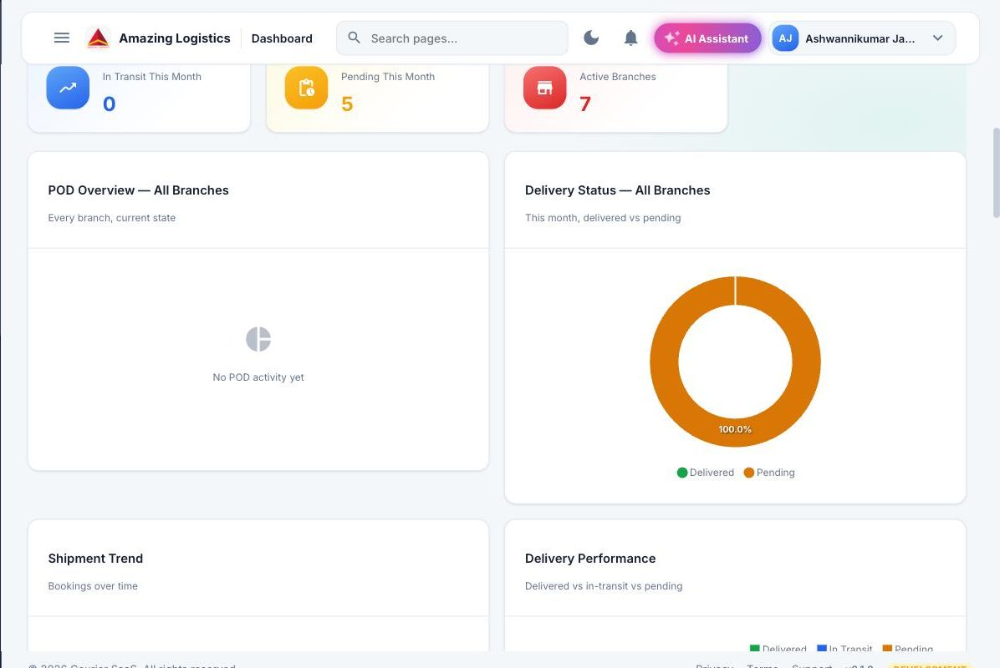 Amazing Logistics
Dashboard
Search pages...
AI Assistant
AJ
Ashwannikumar Ja...
In Transit This Month
0
Pending This Month
5
Active Branches
7
POD Overview — All Branches
Every branch, current state
No POD activity yet
Delivery Status — All Branches
This month, delivered vs pending
100.0%
Delivered
Pending
Shipment Trend
Bookings over time
Delivery Performance
Delivered vs in-transit vs pending
Delivered
In Transit
Pending
© 2026 Courier SaaS. All rights reserved.
Privacy
Terms
Support
DEVELOPMENT